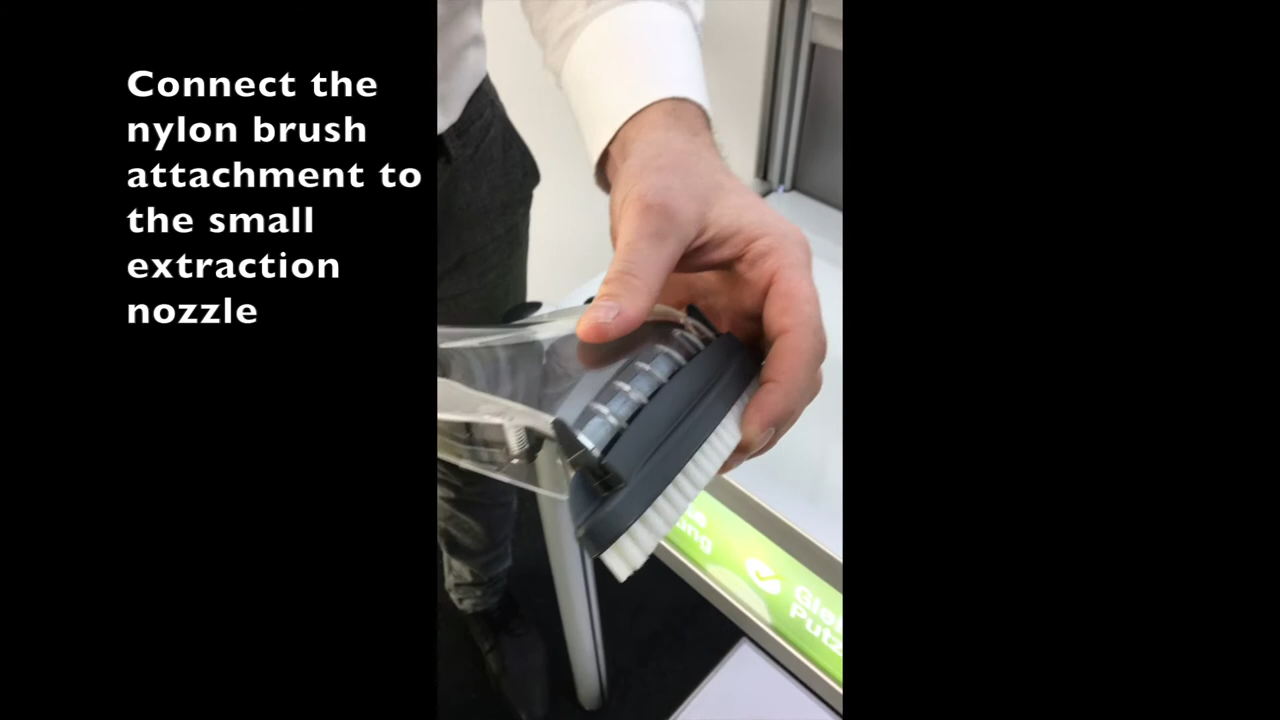 Connect the
nylon brush
attachment to
the small
extraction
nozzle